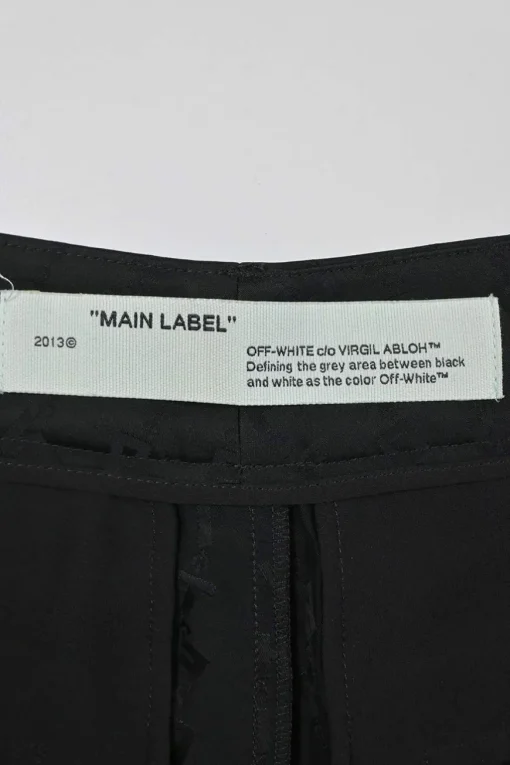 "MAIN LABEL"
2013©
OFF-WHITE c/o VIRGIL ABLOH™
Defining the grey area between black
and white as the color Off-White™